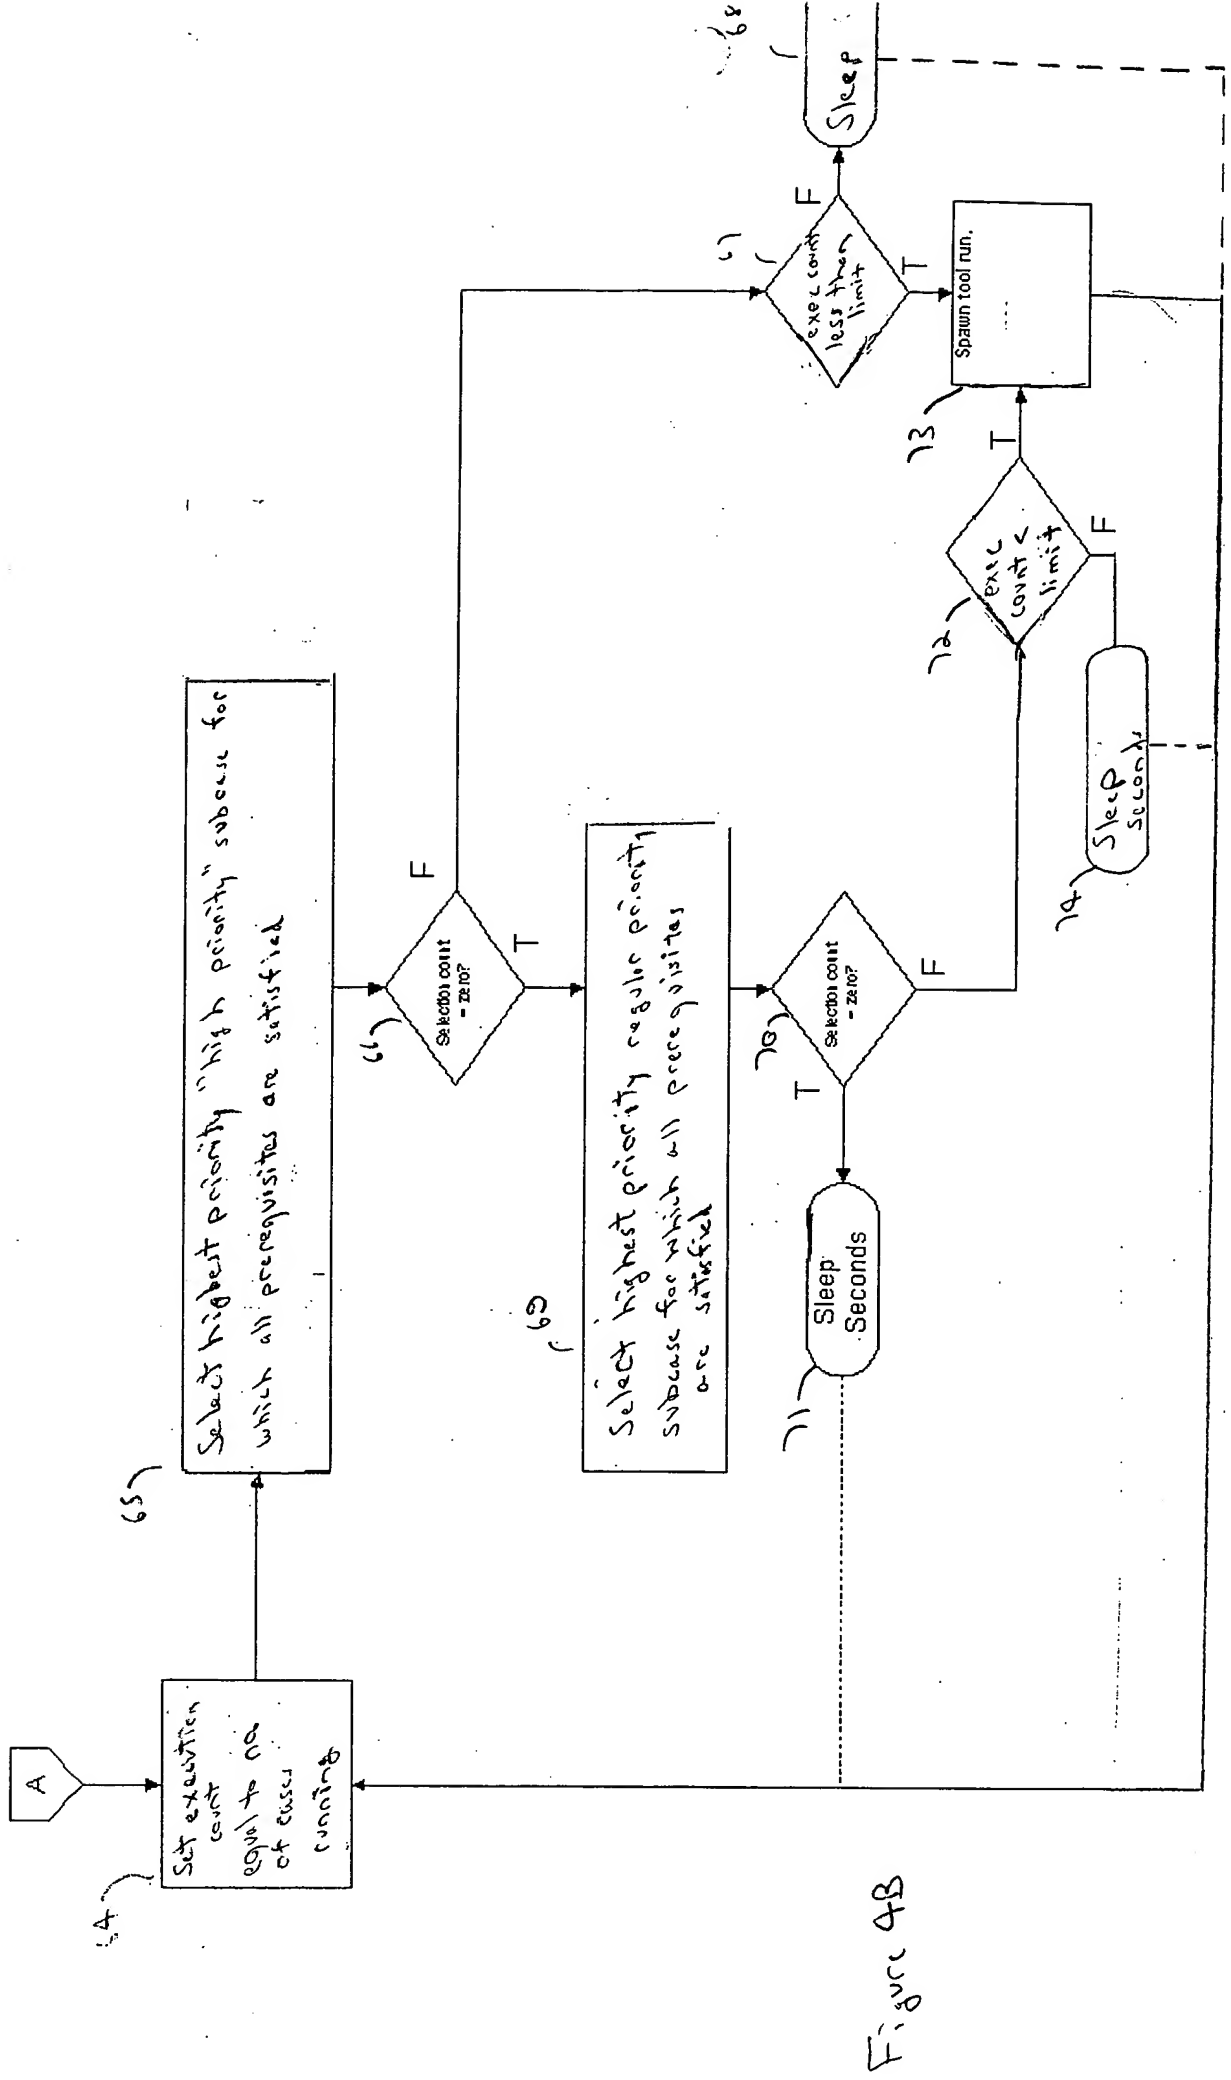 A
64
Set execution
count
equal to no
of cases
running
65
Select highest priority "high priority" subcase for
which all prerequisites are satisfied
66
Selection count
= zero?
F
T
69
Select highest priority regular priority
subcase for which all prerequisites
are satisfied
70
Selection count
= zero?
T
F
71
Sleep
Seconds
67
exec count
less than
limit
F
T
68
Sleep
72
exec
count <
limit
T
F
73
Spawn tool run.
74
Sleep
Seconds
Figure 4B